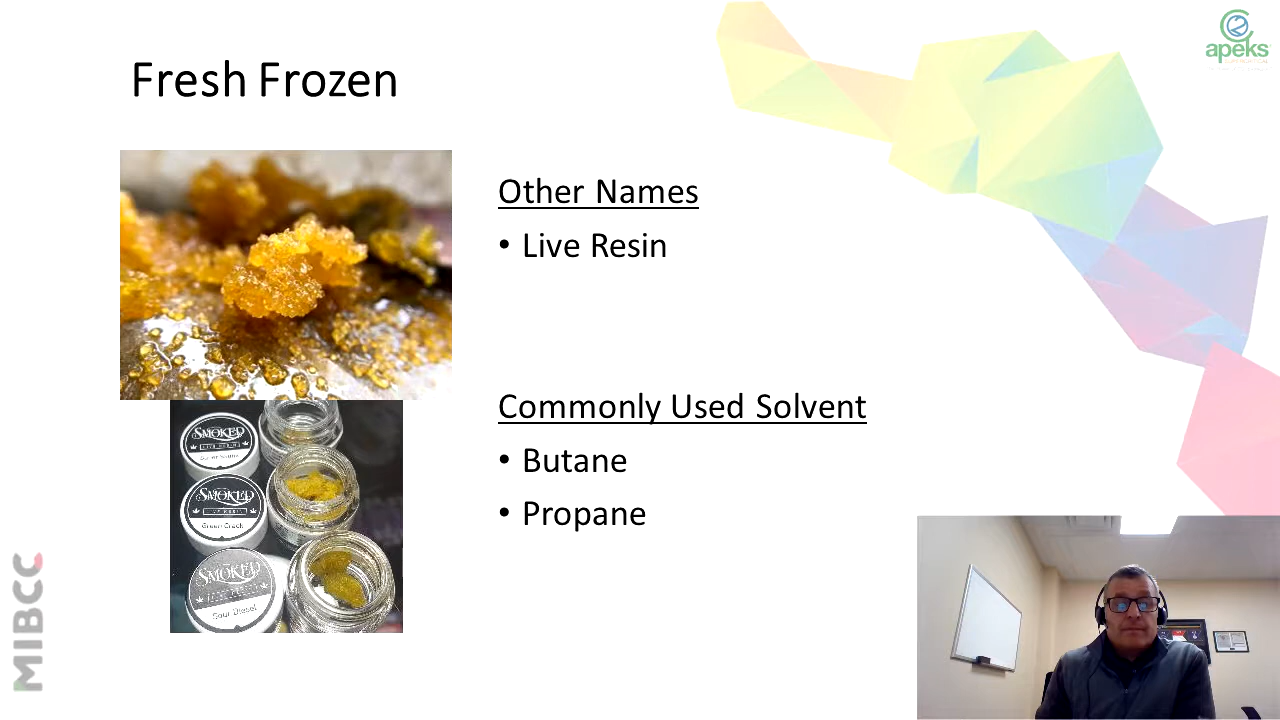 apeks
Fresh Frozen
Other Names
• Live Resin
Commonly Used Solvent
• Butane
• Propane
SMOKED
SMOKED
Green Crack
SMOKED
Sour Diesel
MIBCC